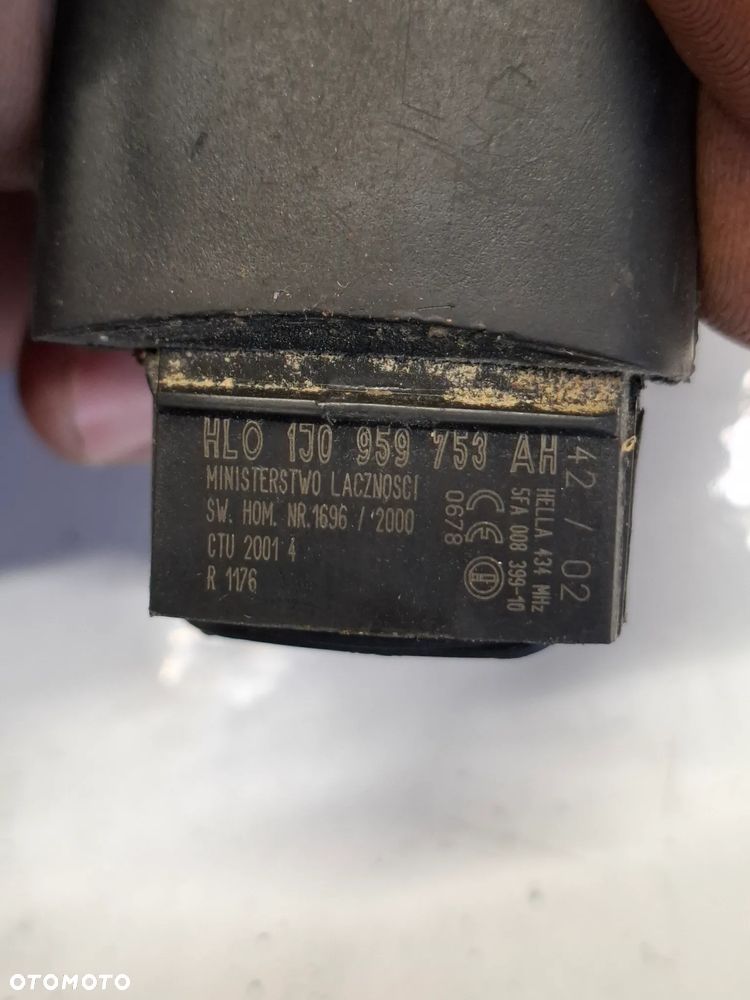 HLO 1J0 959 753 AH
MINISTERSTWO LACZNOSCI
SW. HOM. NR.1696 / 2000
CTU 2001 4
R 1176
42 / 02
HELLA 434 MHz
5FA 008 399-10
CE
0678
OTOMOTO